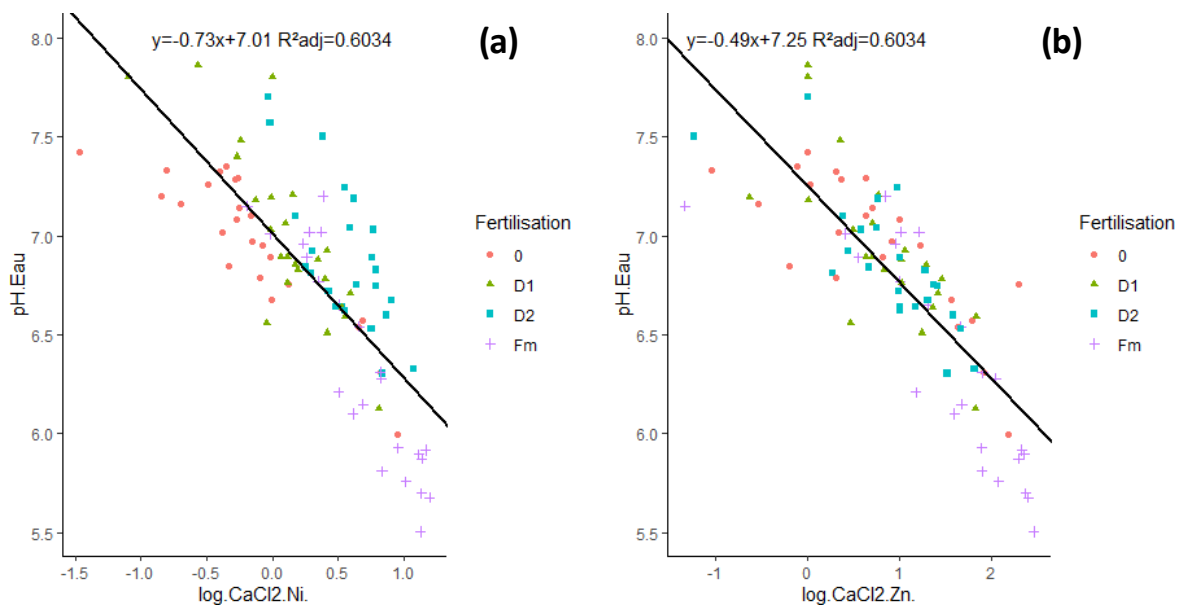 y=-0.73x+7.01 R²adj=0.6034
(a)
8.0
7.5
7.0
6.5
6.0
5.5
pH.Eau
-1.5
-1.0
-0.5
0.0
0.5
1.0
log.CaCl2.Ni.
Fertilisation
0
D1
D2
Fm
y=-0.49x+7.25 R²adj=0.6034
(b)
8.0
7.5
7.0
6.5
6.0
5.5
pH.Eau
-1
0
1
2
log.CaCl2.Zn.
Fertilisation
0
D1
D2
Fm